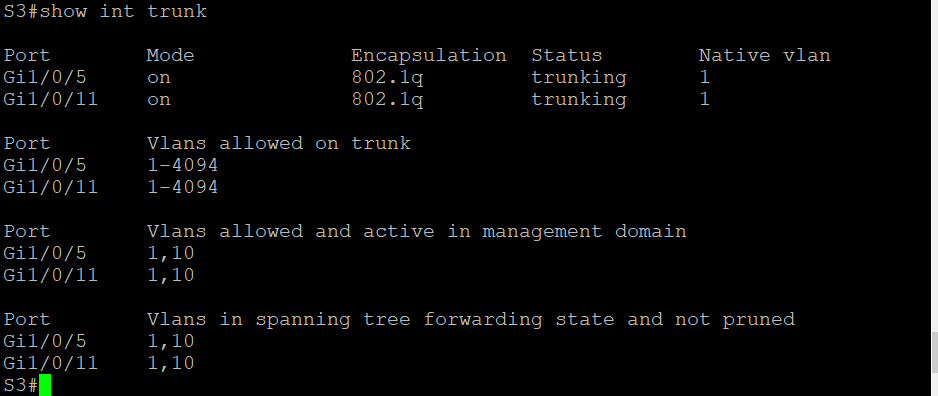 S3#show int trunk
Port Mode Encapsulation Status Native vlan
Gi1/0/5 on 802.1q trunking 1
Gi1/0/11 on 802.1q trunking 1
Port Vlans allowed on trunk
Gi1/0/5 1-4094
Gi1/0/11 1-4094
Port Vlans allowed and active in management domain
Gi1/0/5 1,10
Gi1/0/11 1,10
Port Vlans in spanning tree forwarding state and not pruned
Gi1/0/5 1,10
Gi1/0/11 1,10
S3#